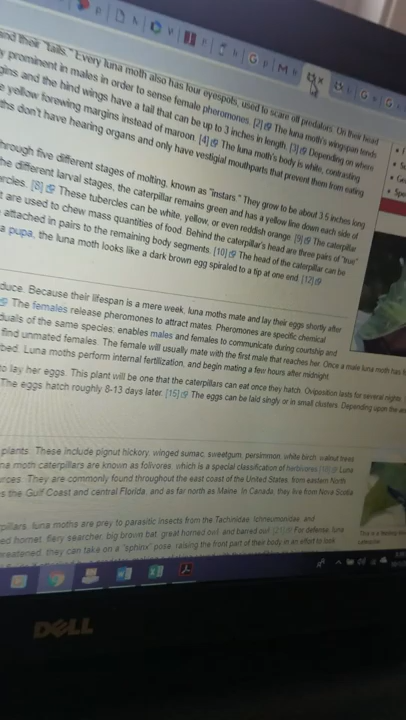 and their "tails." Every luna moth also has four eyespots, used to scare off predators. On their head
y prominent in males in order to sense female pheromones. [2] The luna moth's wingspan tends
gins and the hind wings have a tail that can be up to 3 inches in length. [3] Depending on where
e yellow forewing margins instead of maroon. [4] The luna moth's body is white, contrasting
ths don't have hearing organs and only have vestigial mouthparts that prevent them from eating
hrough five different stages of molting, known as "instars." They grow to be about 3.5 inches long
he different larval stages, the caterpillar remains green and has a yellow line down each side of
ercles. [8] These tubercles can be white, yellow, or even reddish orange. [9] The caterpillar
t are used to chew mass quantities of food. Behind the caterpillar's head are three pairs of "true"
e attached in pairs to the remaining body segments. [10] The head of the caterpillar can be
a pupa, the luna moth looks like a dark brown egg spiraled to a tip at one end. [12]
duce. Because their lifespan is a mere week, luna moths mate and lay their eggs shortly after
The females release pheromones to attract mates. Pheromones are specific chemical
duals of the same species; enables males and females to communicate during courtship and
find unmated females. The female will usually mate with the first male that reaches her. Once a male luna moth has
bed. Luna moths perform internal fertilization, and begin mating a few hours after midnight.
to lay her eggs. This plant will be one that the caterpillars can eat once they hatch. Oviposition lasts for several nights
The eggs hatch roughly 8-13 days later. [15] The eggs can be laid singly or in small clusters. Depending upon the
plants. These include pignut hickory, winged sumac, sweetgum, persimmon, white birch, walnut trees
na moth caterpillars are known as folivores, which is a special classification of herbivores. Luna
urces. They are commonly found throughout the east coast of the United States, from eastern North
s the Gulf Coast and central Florida, and as far north as Maine. In Canada, they live from Nova Scotia
pillars, luna moths are prey to parasitic insects from the Tachinidae, Ichneumonidae, and
ed hornet, fiery searcher, big brown bat, great horned owl, and barred owl. [21] For defense, luna
reatened, they can take on a "sphinx" pose, raising the front part of their body in an effort to look
DELL